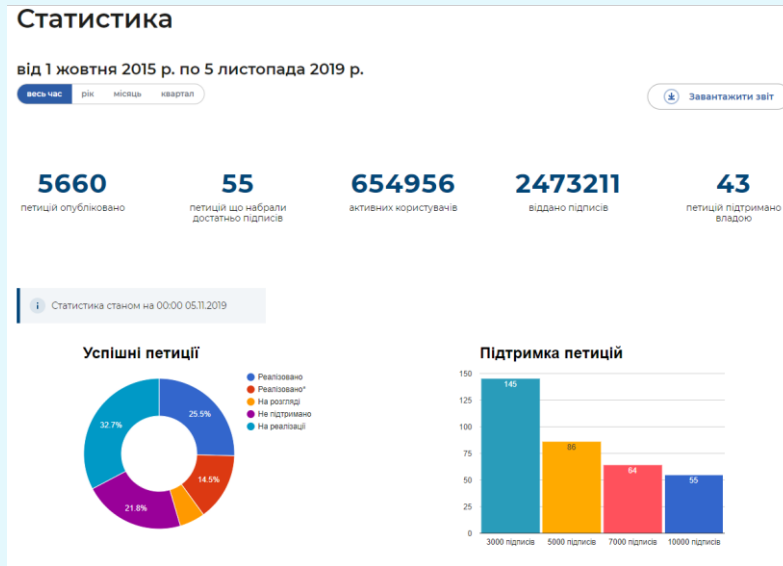 Статистика
від 1 жовтня 2015 р. по 5 листопада 2019 р.
весь час рік місяць квартал
Завантажити звіт
5660
петицій опубліковано
55
петицій що набрали
достатньо підписів
654956
активних користувачів
2473211
віддано підписів
43
петицій підтримано
владою
i Статистика станом на 00:00 05.11.2019
Успішні петиції
32.7%
25.5%
14.5%
21.8%
Реалізовано
Реалізовано*
На розгляді
Не підтримано
На реалізації
Підтримка петицій
150
125
100
75
50
25
0
145
86
64
55
3000 підписів 5000 підписів 7000 підписів 10000 підписів